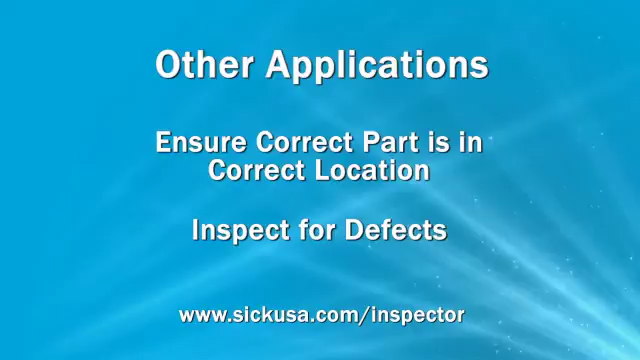 Other Applications
Ensure Correct Part is in
Correct Location
Inspect for Defects
www.sickusa.com/inspector